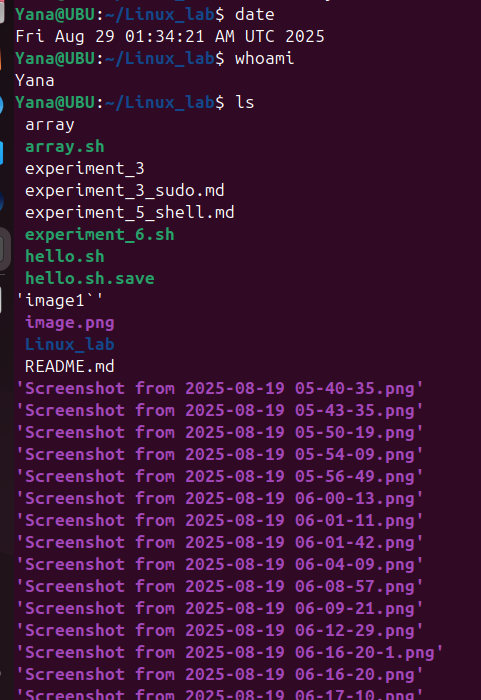 Yana@UBU:~/Linux_lab$ date
Fri Aug 29 01:34:21 AM UTC 2025
Yana@UBU:~/Linux_lab$ whoami
Yana
Yana@UBU:~/Linux_lab$ ls
array
array.sh
experiment_3
experiment_3_sudo.md
experiment_5_shell.md
experiment_6.sh
hello.sh
hello.sh.save
'image1``'
image.png
Linux_lab
README.md
'Screenshot from 2025-08-19 05-40-35.png'
'Screenshot from 2025-08-19 05-43-35.png'
'Screenshot from 2025-08-19 05-50-19.png'
'Screenshot from 2025-08-19 05-54-09.png'
'Screenshot from 2025-08-19 05-56-49.png'
'Screenshot from 2025-08-19 06-00-13.png'
'Screenshot from 2025-08-19 06-01-11.png'
'Screenshot from 2025-08-19 06-01-42.png'
'Screenshot from 2025-08-19 06-04-09.png'
'Screenshot from 2025-08-19 06-08-57.png'
'Screenshot from 2025-08-19 06-09-21.png'
'Screenshot from 2025-08-19 06-12-29.png'
'Screenshot from 2025-08-19 06-16-20-1.png'
'Screenshot from 2025-08-19 06-16-20.png'
'Screenshot from 2025-08-19 06-17-10.png'